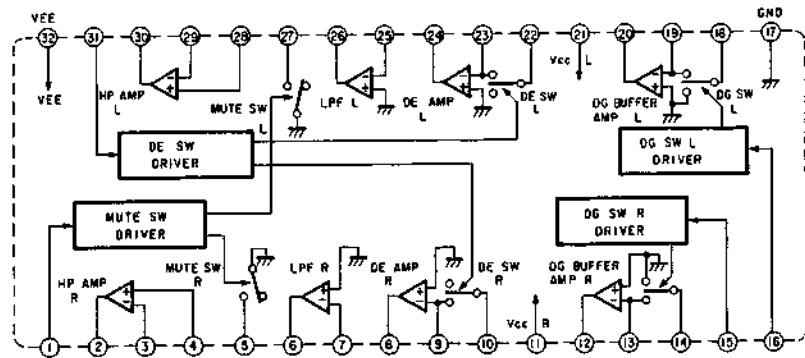 VEE
GND
32 31 30 29 28 27 26 25 24 23 22 21 20 19 18 17
VEE
HP AMP
L
MUTE SW
L
LPF L
DE AMP
L
DE SW
L
Vcc L
DG BUFFER
AMP L
DG SW
L
DE SW
DRIVER
DG SW L
DRIVER
MUTE SW
DRIVER
DG SW R
DRIVER
HP AMP
R
MUTE SW
R
LPF R
DE AMP
R
DE SW
R
Vcc R
DG BUFFER
AMP R
1 2 3 4 5 6 7 8 9 10 11 12 13 14 15 16